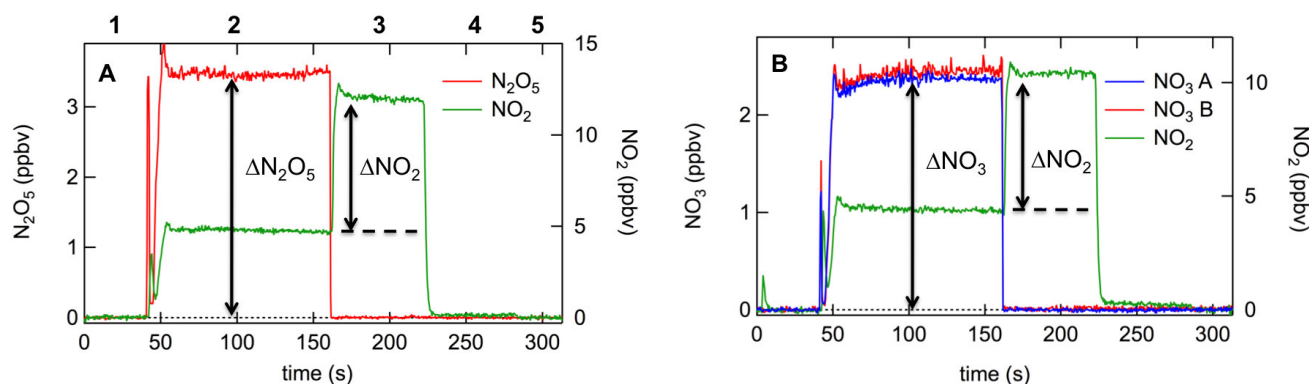 1 2 3 4 5
A
N₂O₅
NO₂
ΔN₂O₅
ΔNO₂
3
2
1
0
N₂O₅ (ppbv)
15
10
5
0
NO₂ (ppbv)
0 50 100 150 200 250 300
time (s)
B
NO₃ A
NO₃ B
NO₂
ΔNO₃
ΔNO₂
2
1
0
NO₃ (ppbv)
10
5
0
NO₂ (ppbv)
0 50 100 150 200 250 300
time (s)